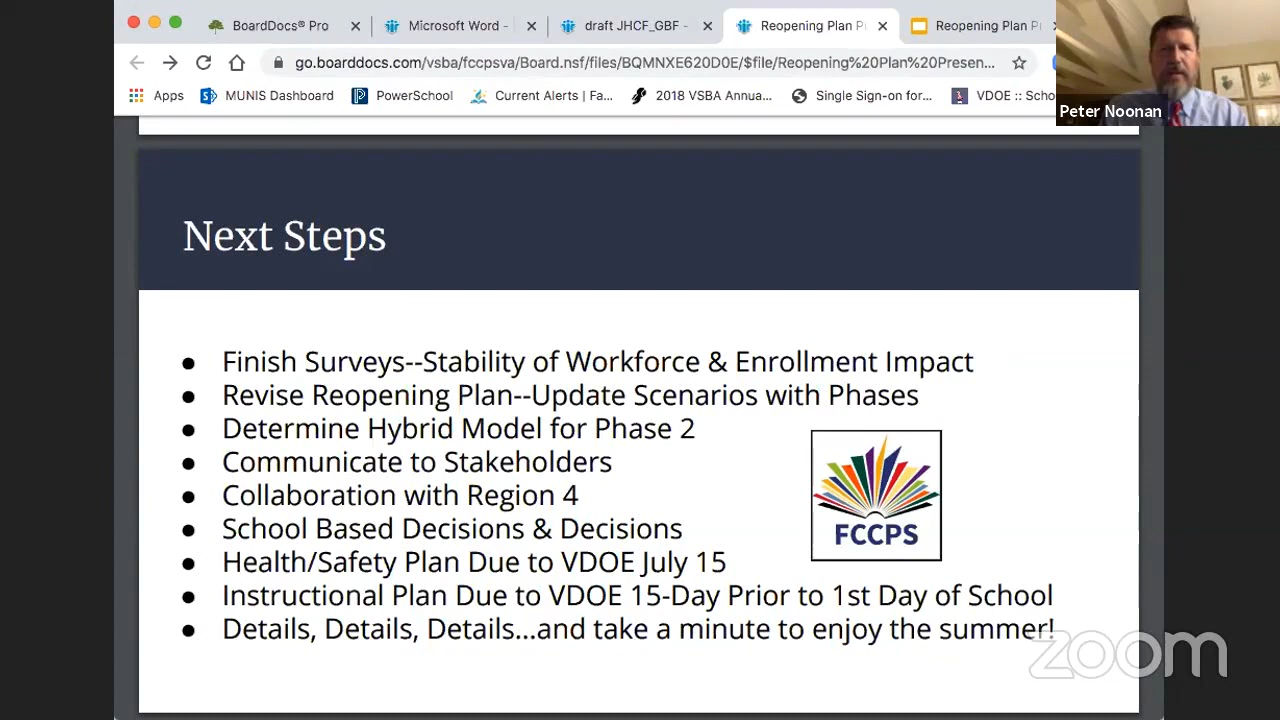 BoardDocs® Pro
Microsoft Word -
draft JHCF_GBF -
Reopening Plan P
Reopening Plan P
go.boarddocs.com/vsba/fccpsva/Board.nsf/files/BQMNXE620D0E/$file/Reopening%20Plan%20Presen...
Apps
MUNIS Dashboard
PowerSchool
Current Alerts | Fa...
2018 VSBA Annua...
Single Sign-on for...
VDOE :: Scho
Peter Noonan
Next Steps
● Finish Surveys--Stability of Workforce & Enrollment Impact
● Revise Reopening Plan--Update Scenarios with Phases
● Determine Hybrid Model for Phase 2
● Communicate to Stakeholders
● Collaboration with Region 4
● School Based Decisions & Decisions
● Health/Safety Plan Due to VDOE July 15
● Instructional Plan Due to VDOE 15-Day Prior to 1st Day of School
● Details, Details, Details...and take a minute to enjoy the summer!
FCCPS
zoom